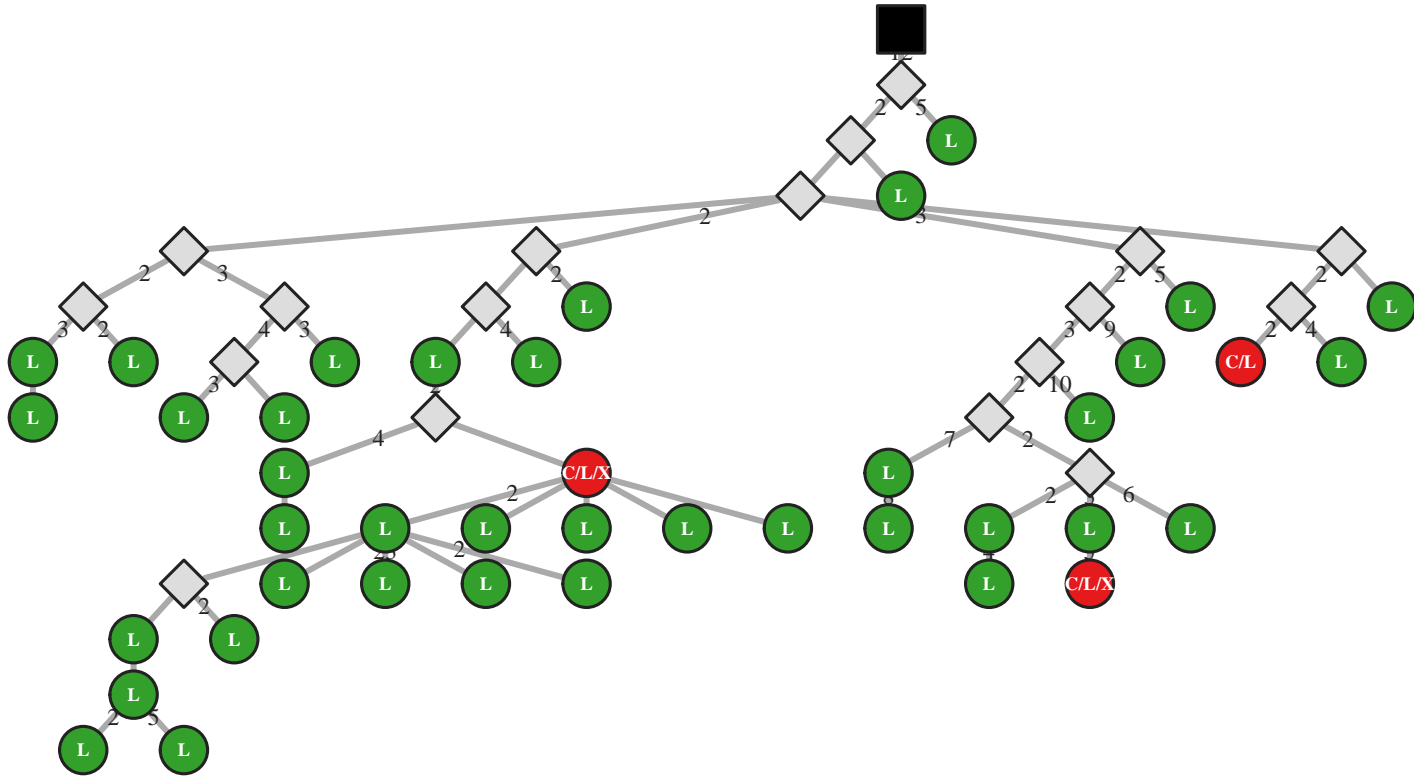 12
2 5
L
L
2 3
2 3 2 2 5 2
L L L
3 2 4 3 4 3 9 2 4
L L L L L L C/L L
3 2 10
L L L L
4 7 2
L C/L/X L
2 2 6
L L L L L L L L L L
2
L L L L L C/L/X
2
L L
L
2 5
L L